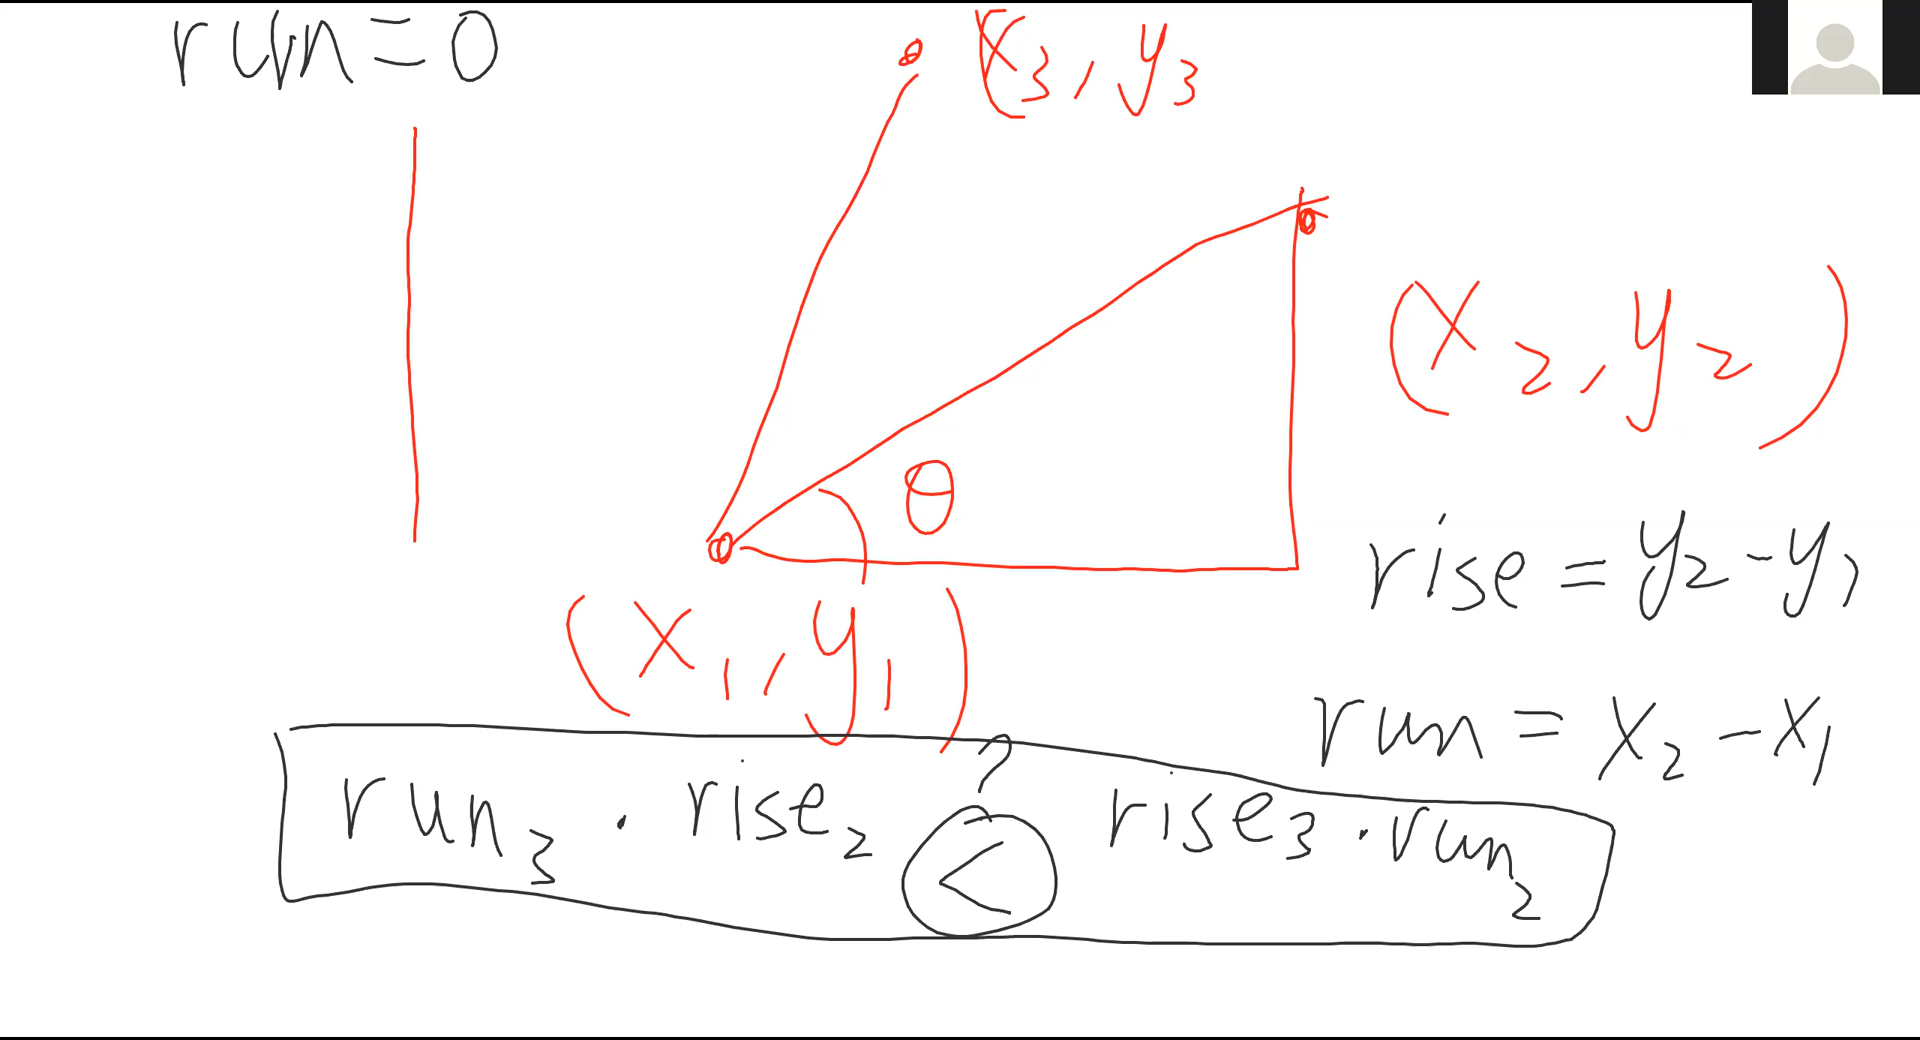 run = 0
(x3, y3
θ
(x2, y2)
rise = y2 - y1
(x1, y1)
run = x2 - x1
?
run3 · rise2 < rise3 · run2